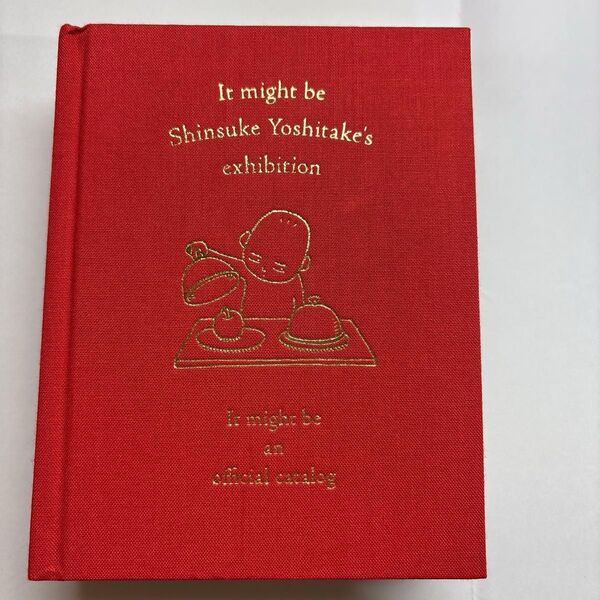 It might be
Shinsuke Yoshitake's
exhibition
It might be
an
official catalog